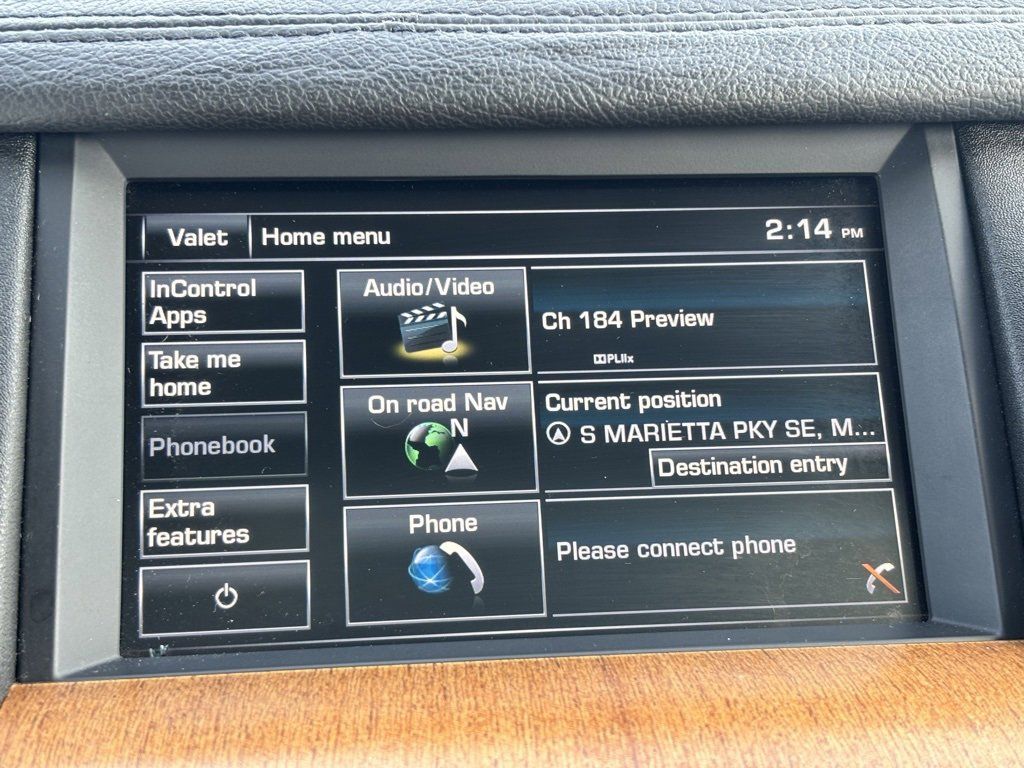 Valet
Home menu
2:14 PM
InControl
Apps
Audio/Video
Ch 184 Preview
PLIIx
Take me
home
On road Nav
N
Current position
S MARIETTA PKY SE, M...
Destination entry
Phonebook
Extra
features
Phone
Please connect phone